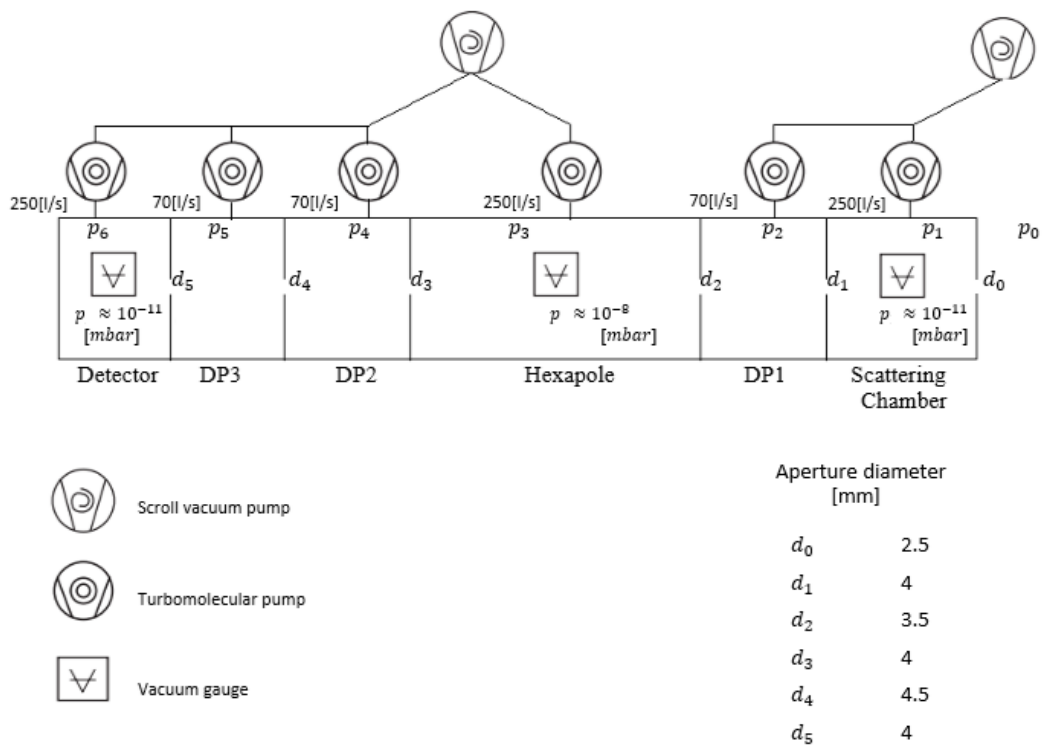 250[l/s] 70[l/s] 70[l/s] 250[l/s] 70[l/s] 250[l/s]
p₆ p₅ p₄ p₃ p₂ p₁ p₀
d₅ d₄ d₃ d₂ d₁ d₀
p ≈ 10⁻¹¹ p ≈ 10⁻⁸ p ≈ 10⁻¹¹
[mbar] [mbar] [mbar]
Detector DP3 DP2 Hexapole DP1 Scattering
Chamber
Aperture diameter
[mm]
Scroll vacuum pump
d₀ 2.5
d₁ 4
Turbomolecular pump
d₂ 3.5
d₃ 4
Vacuum gauge
d₄ 4.5
d₅ 4